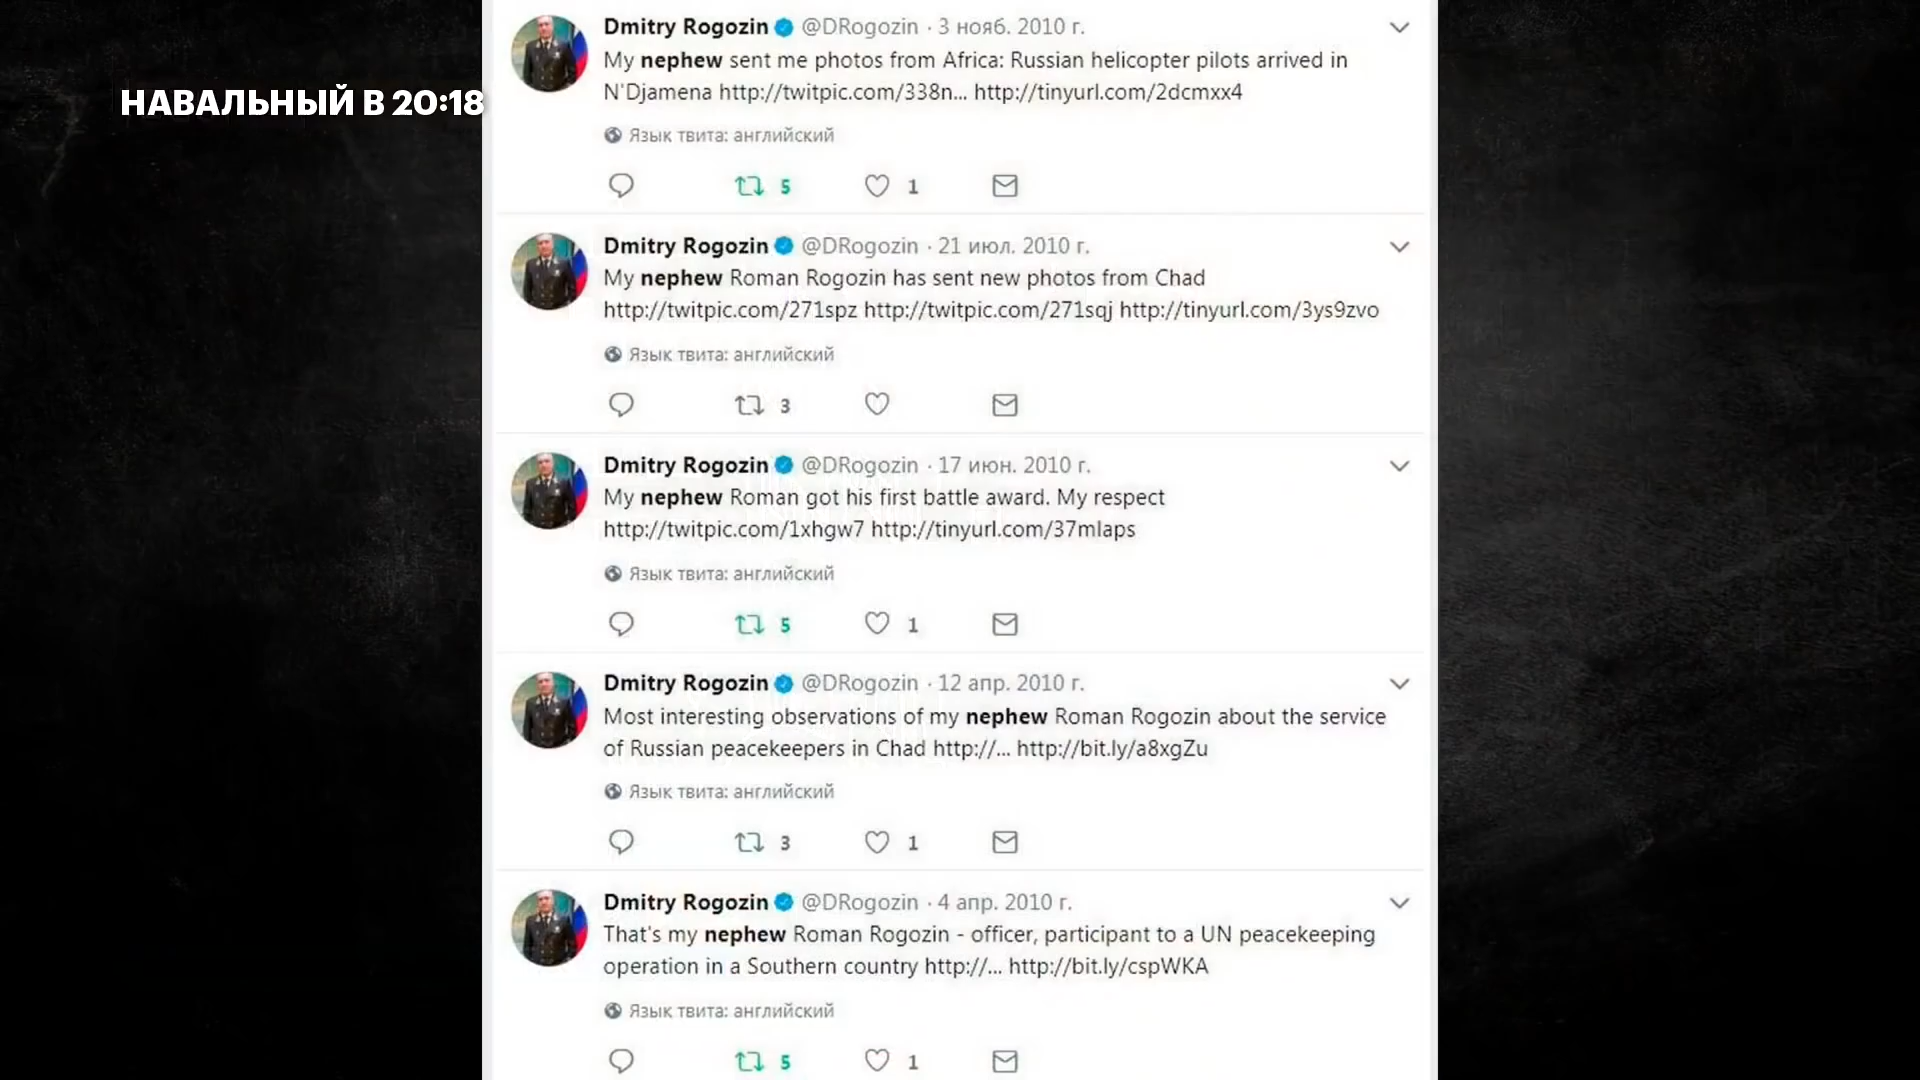 НАВАЛЬНЫЙ В 20:18
Dmitry Rogozin @DRogozin · 3 нояб. 2010 г.
My nephew sent me photos from Africa: Russian helicopter pilots arrived in
N'Djamena http://twitpic.com/338n... http://tinyurl.com/2dcmxx4
Язык твита: английский
5 1
Dmitry Rogozin @DRogozin · 21 июл. 2010 г.
My nephew Roman Rogozin has sent new photos from Chad
http://twitpic.com/271spz http://twitpic.com/271sqj http://tinyurl.com/3ys9zvo
Язык твита: английский
3
Dmitry Rogozin @DRogozin · 17 июн. 2010 г.
My nephew Roman got his first battle award. My respect
http://twitpic.com/1xhgw7 http://tinyurl.com/37mlaps
Язык твита: английский
5 1
Dmitry Rogozin @DRogozin · 12 апр. 2010 г.
Most interesting observations of my nephew Roman Rogozin about the service
of Russian peacekeepers in Chad http://... http://bit.ly/a8xgZu
Язык твита: английский
3 1
Dmitry Rogozin @DRogozin · 4 апр. 2010 г.
That's my nephew Roman Rogozin - officer, participant to a UN peacekeeping
operation in a Southern country http://... http://bit.ly/cspWKA
Язык твита: английский
5 1